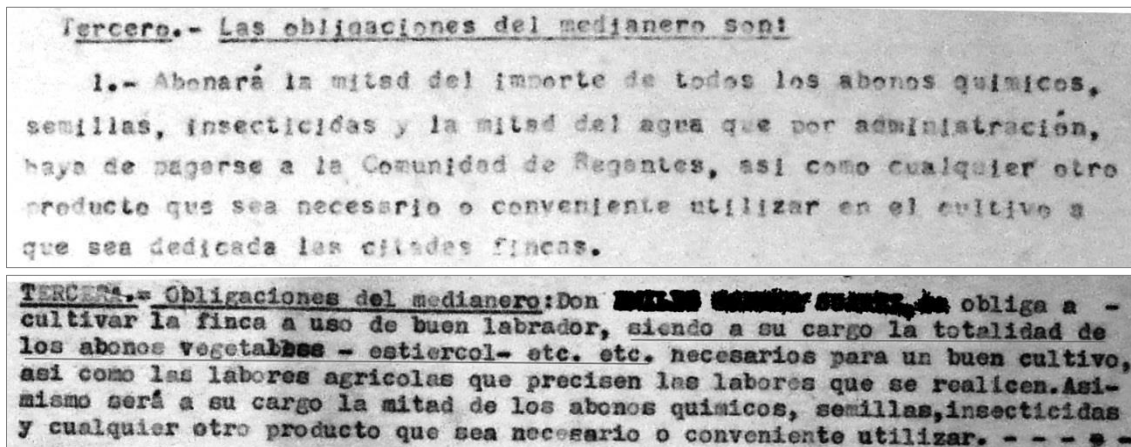 Tercero.- Las obligaciones del medianero son:
1.- Abonará la mitad del importe de todos los abonos quimicos,
semillas, insecticidas y la mitad del agua que por administración,
haya de pagarse a la Comunidad de Regantes, asi como cualquier otro
producto que sea necesario o conveniente utilizar en el cultivo a
que sea dedicada las citades fincas.
TERCERA.= Obligaciones del medianero:Don obliga a -
cultivar la finca a uso de buen labrador, siendo a su cargo la totalidad de
los abonos vegetables - estiercol- etc. etc. necesarios para un buen cultivo,
asi como las labores agricolas que precisen las labores que se realicen.Asi-
mismo será a su cargo la mitad de los abonos quimicos, semillas,insecticidas
y cualquier otro producto que sea necesario o conveniente utilizar. - - - - -